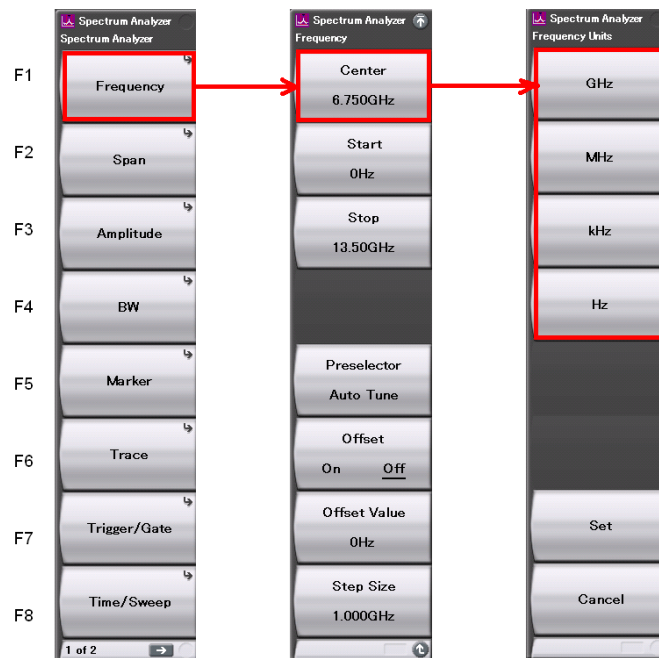 Spectrum Analyzer
Spectrum Analyzer
F1
Frequency
F2
Span
F3
Amplitude
F4
BW
F5
Marker
F6
Trace
F7
Trigger/Gate
F8
Time/Sweep
1 of 2
Spectrum Analyzer
Frequency
Center
6.750GHz
Start
0Hz
Stop
13.50GHz
Preselector
Auto Tune
Offset
On Off
Offset Value
0Hz
Step Size
1.000GHz
Spectrum Analyzer
Frequency Units
GHz
MHz
kHz
Hz
Set
Cancel